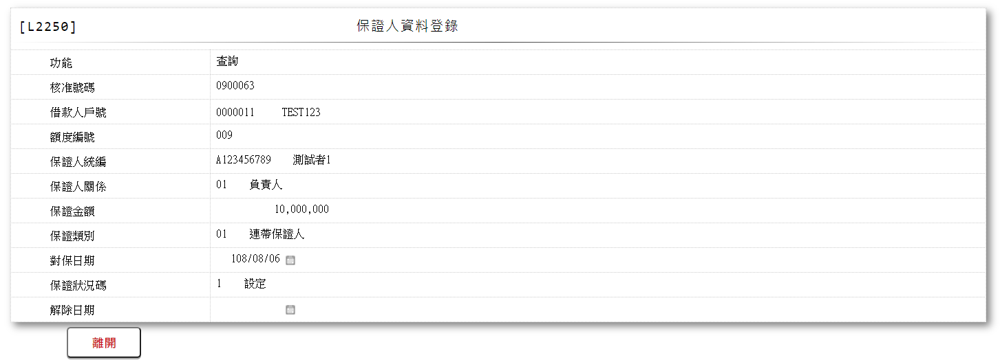 [L2250] 保證人資料登錄
功能 查詢
核准號碼 0900063
借款人戶號 0000011 TEST123
額度編號 009
保證人統編 A123456789 測試者1
保證人關係 01 負責人
保證金額 10,000,000
保證類別 01 連帶保證人
對保日期 108/08/06
保證狀況碼 1 設定
解除日期
離開